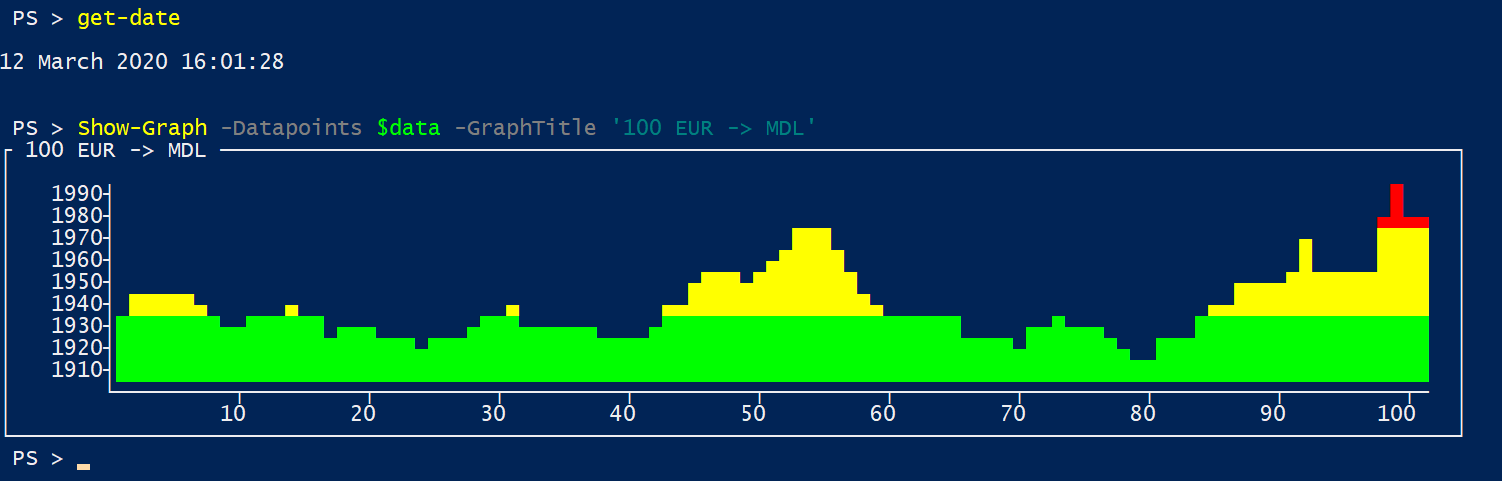 PS > get-date
12 March 2020 16:01:28
PS > Show-Graph -Datapoints $data -GraphTitle '100 EUR -> MDL'
100 EUR -> MDL
1990
1980
1970
1960
1950
1940
1930
1920
1910
10 20 30 40 50 60 70 80 90 100
PS >